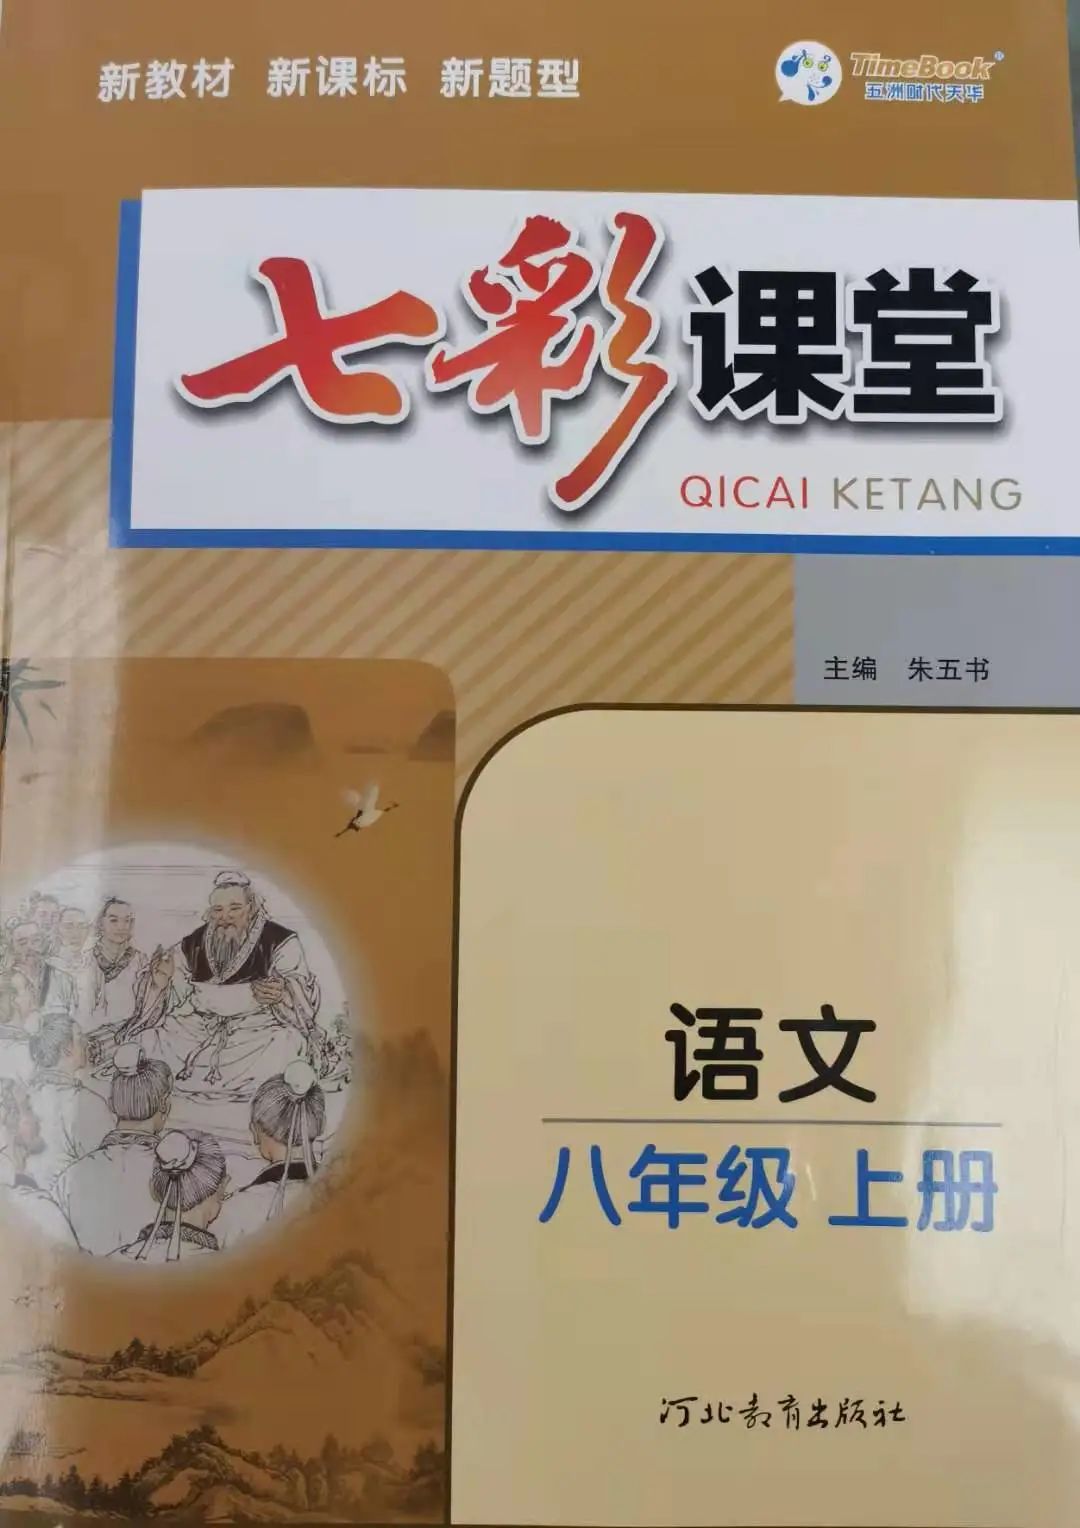 新教材 新课标 新题型
TimeBook
五洲时代天华
七彩课堂
QICAI KETANG
主编 朱五书
语文
八年级 上册
河北教育出版社